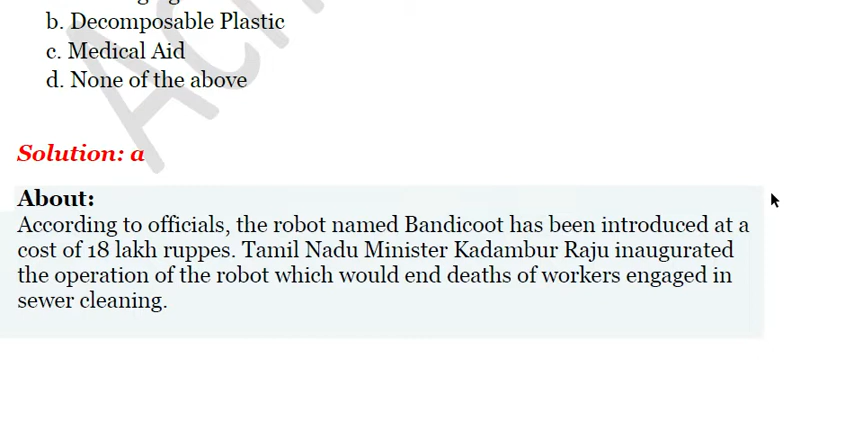 b. Decomposable Plastic
c. Medical Aid
d. None of the above
Solution: a
About:
According to officials, the robot named Bandicoot has been introduced at a
cost of 18 lakh ruppes. Tamil Nadu Minister Kadambur Raju inaugurated
the operation of the robot which would end deaths of workers engaged in
sewer cleaning.